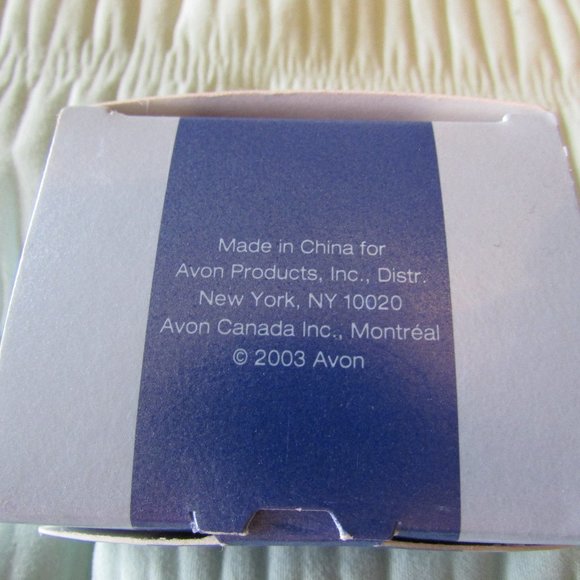 Made in China for
Avon Products, Inc., Distr.
New York, NY 10020
Avon Canada Inc., Montréal
© 2003 Avon